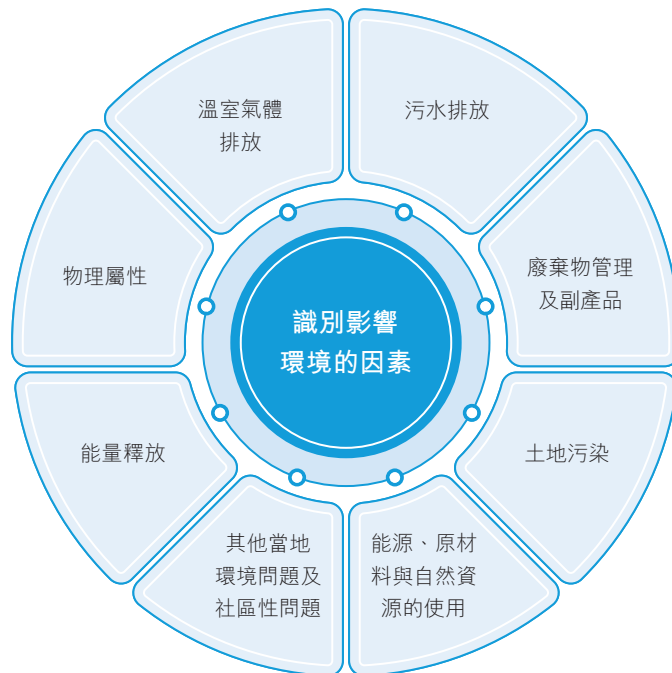 識別影響
環境的因素
溫室氣體
排放
污水排放
廢棄物管理
及副產品
土地污染
能源、原材
料與自然資
源的使用
其他當地
環境問題及
社區性問題
能量釋放
物理屬性